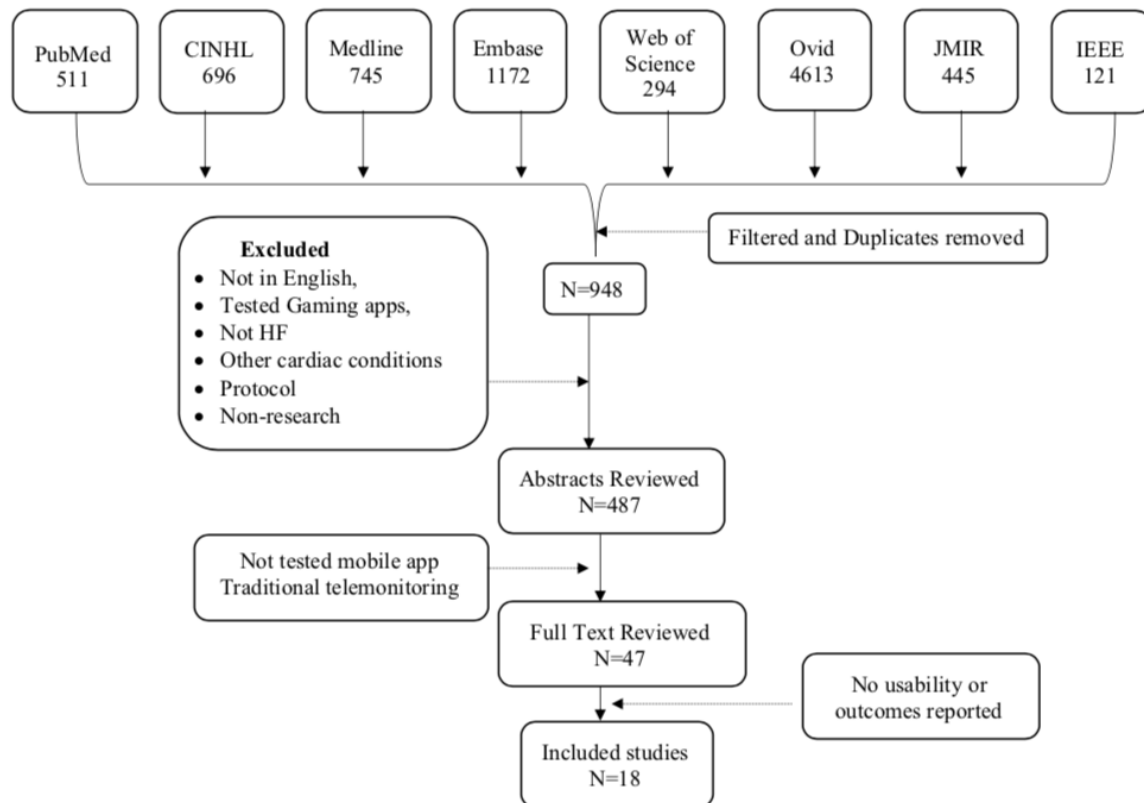 PubMed
511
CINHL
696
Medline
745
Embase
1172
Web of
Science
294
Ovid
4613
JMIR
445
IEEE
121
Filtered and Duplicates removed
N=948
Excluded
• Not in English,
• Tested Gaming apps,
• Not HF
• Other cardiac conditions
• Protocol
• Non-research
Abstracts Reviewed
N=487
Not tested mobile app
Traditional telemonitoring
Full Text Reviewed
N=47
No usability or
outcomes reported
Included studies
N=18